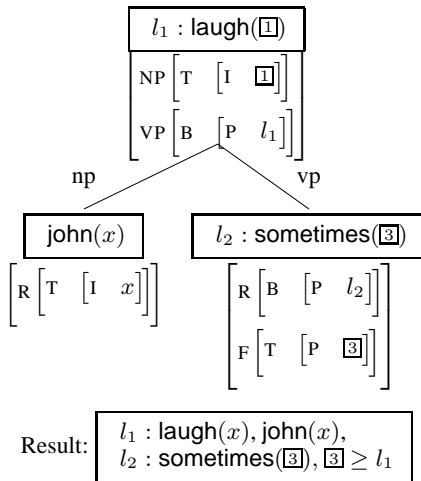 l₁ : laugh(1)
NP [T [I 1]]
VP [B [P l₁]]
np vp
john(x) l₂ : sometimes(3)
[R [T [I x]]] R [B [P l₂]]
F [T [P 3]]
Result: l₁ : laugh(x), john(x),
l₂ : sometimes(3), 3 ≥ l₁